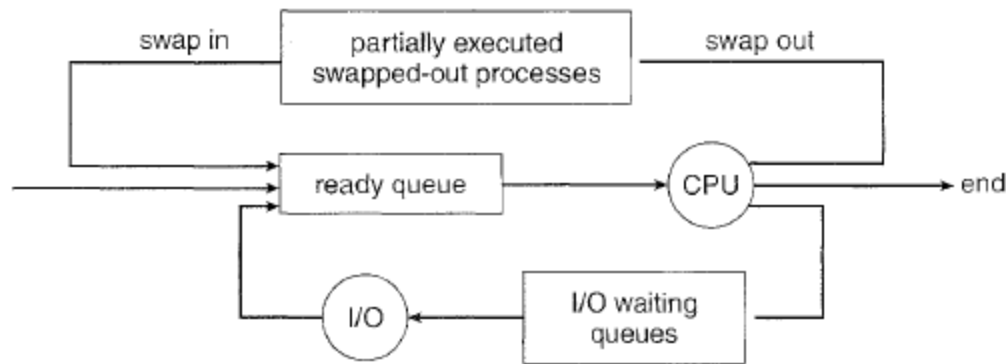 swap in
partially executed
swapped-out processes
swap out
ready queue
CPU
end
I/O
I/O waiting
queues